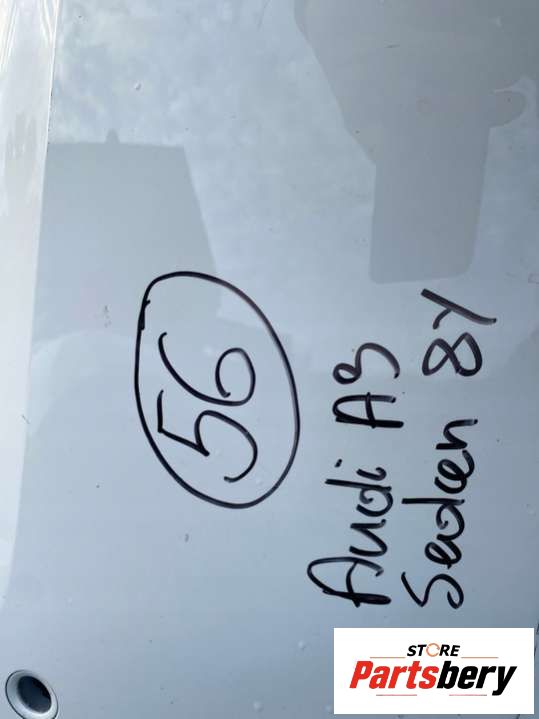 56
Audi A3
Sedan 8Y
STORE
Partsbery